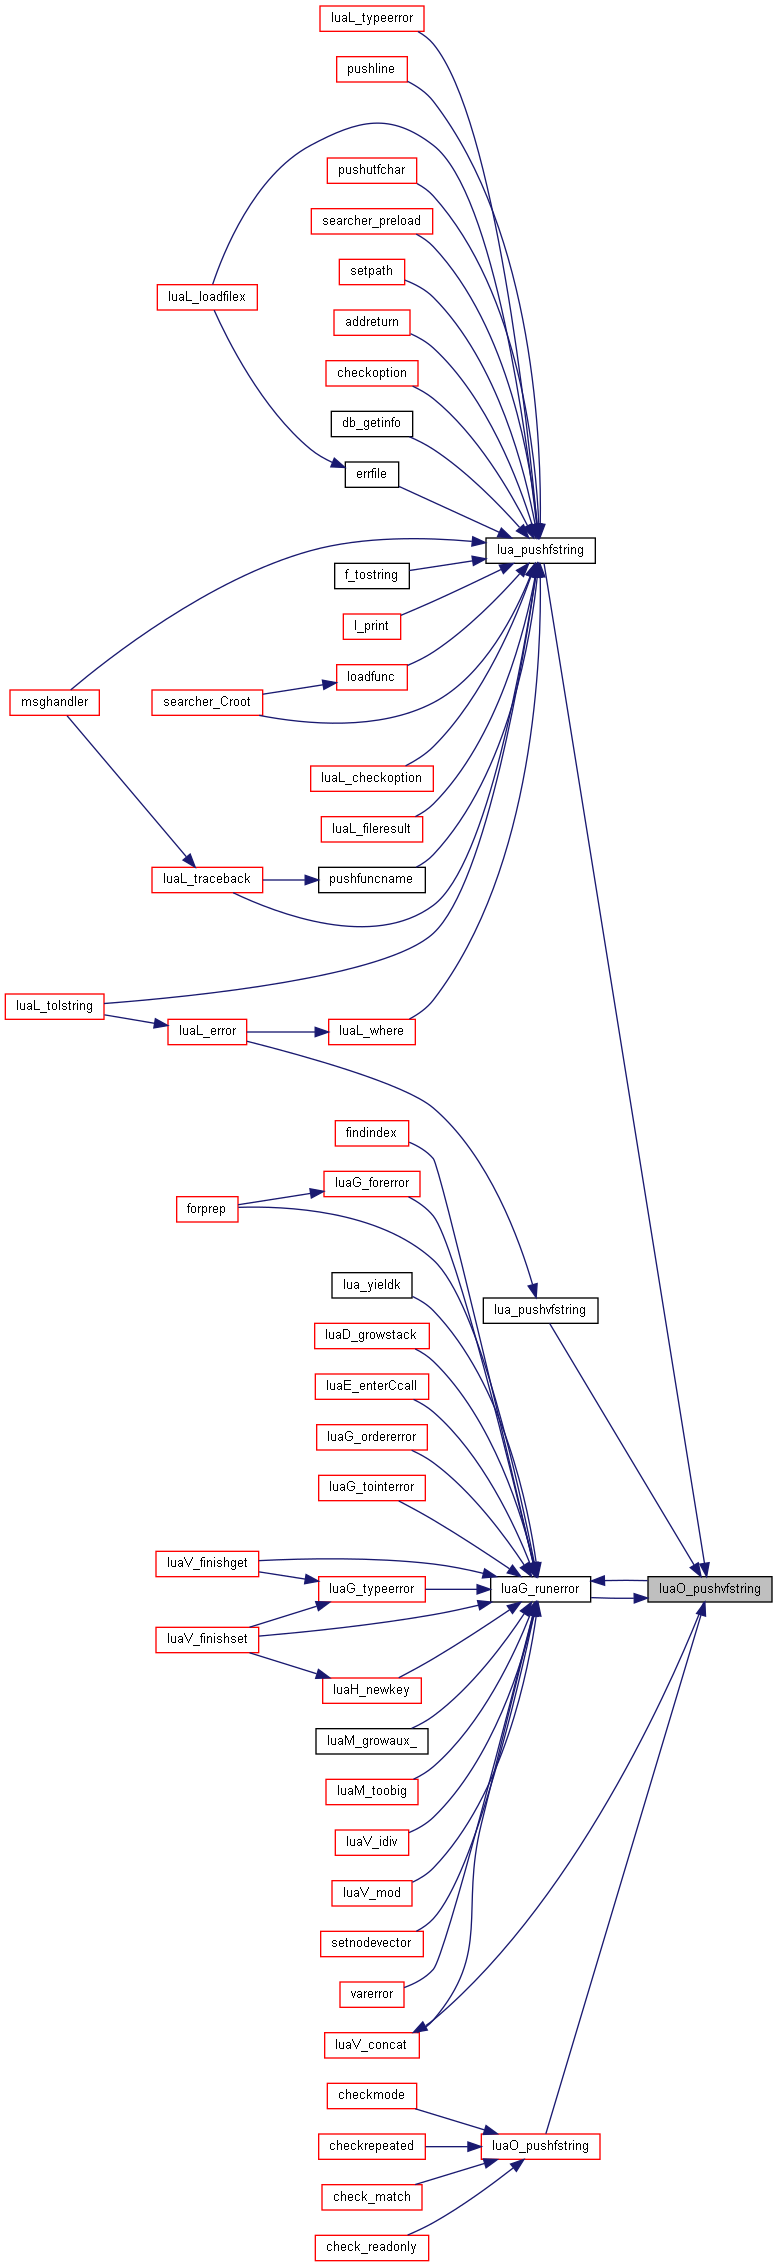 luaL_typeerror
pushline
pushutfchar
searcher_preload
setpath
luaL_loadfilex
addreturn
checkoption
db_getinfo
errfile
lua_pushfstring
f_tostring
l_print
loadfunc
msghandler
searcher_Croot
luaL_checkoption
luaL_fileresult
luaL_traceback
pushfuncname
luaL_tolstring
luaL_error
luaL_where
findindex
luaG_forerror
forprep
lua_yieldk
lua_pushvfstring
luaD_growstack
luaE_enterCcall
luaG_ordererror
luaG_tointerror
luaV_finishget
luaG_typeerror
luaG_runerror
luaO_pushvfstring
luaV_finishset
luaH_newkey
luaM_growaux_
luaM_toobig
luaV_idiv
luaV_mod
setnodevector
varerror
luaV_concat
checkmode
checkrepeated
luaO_pushfstring
check_match
check_readonly